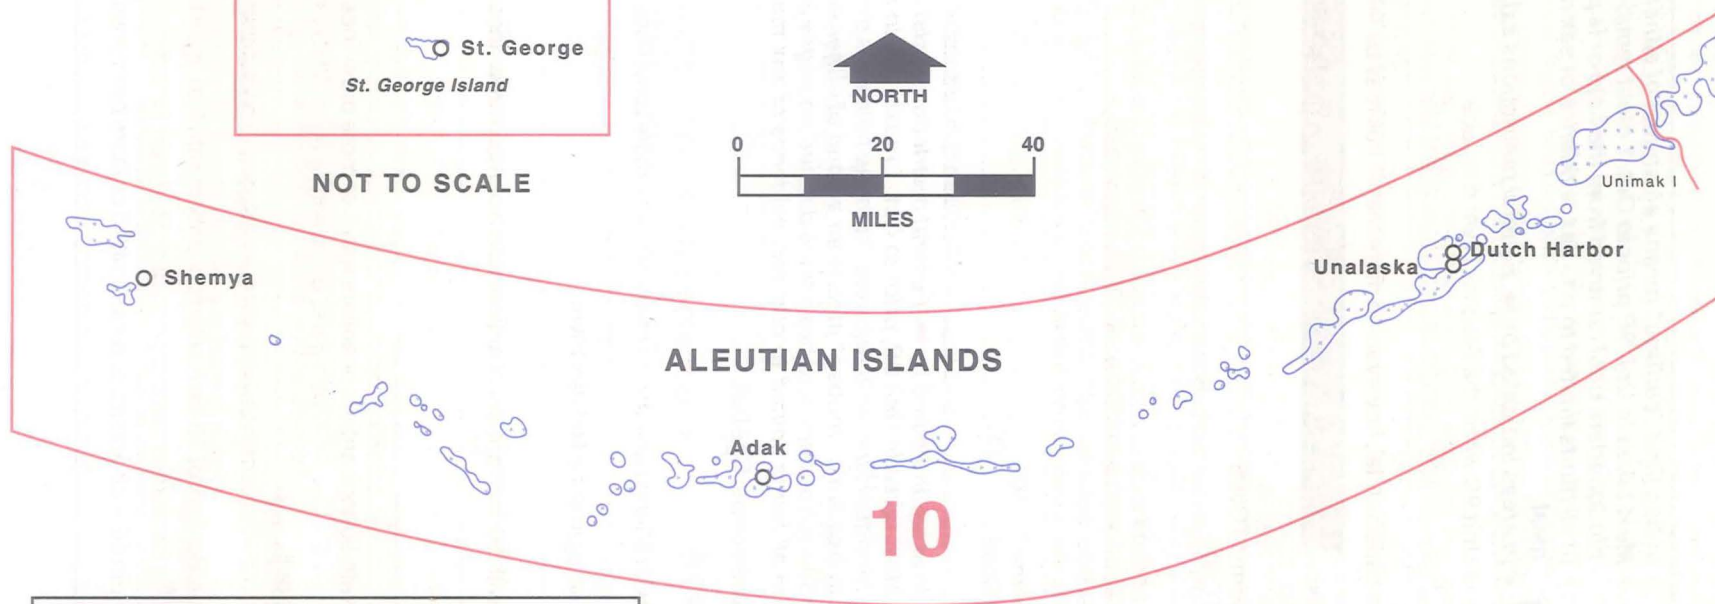 St. George
St. George Island
NORTH
0 20 40
MILES
NOT TO SCALE
Unimak I
Dutch Harbor
Unalaska
Shemya
ALEUTIAN ISLANDS
Adak
10